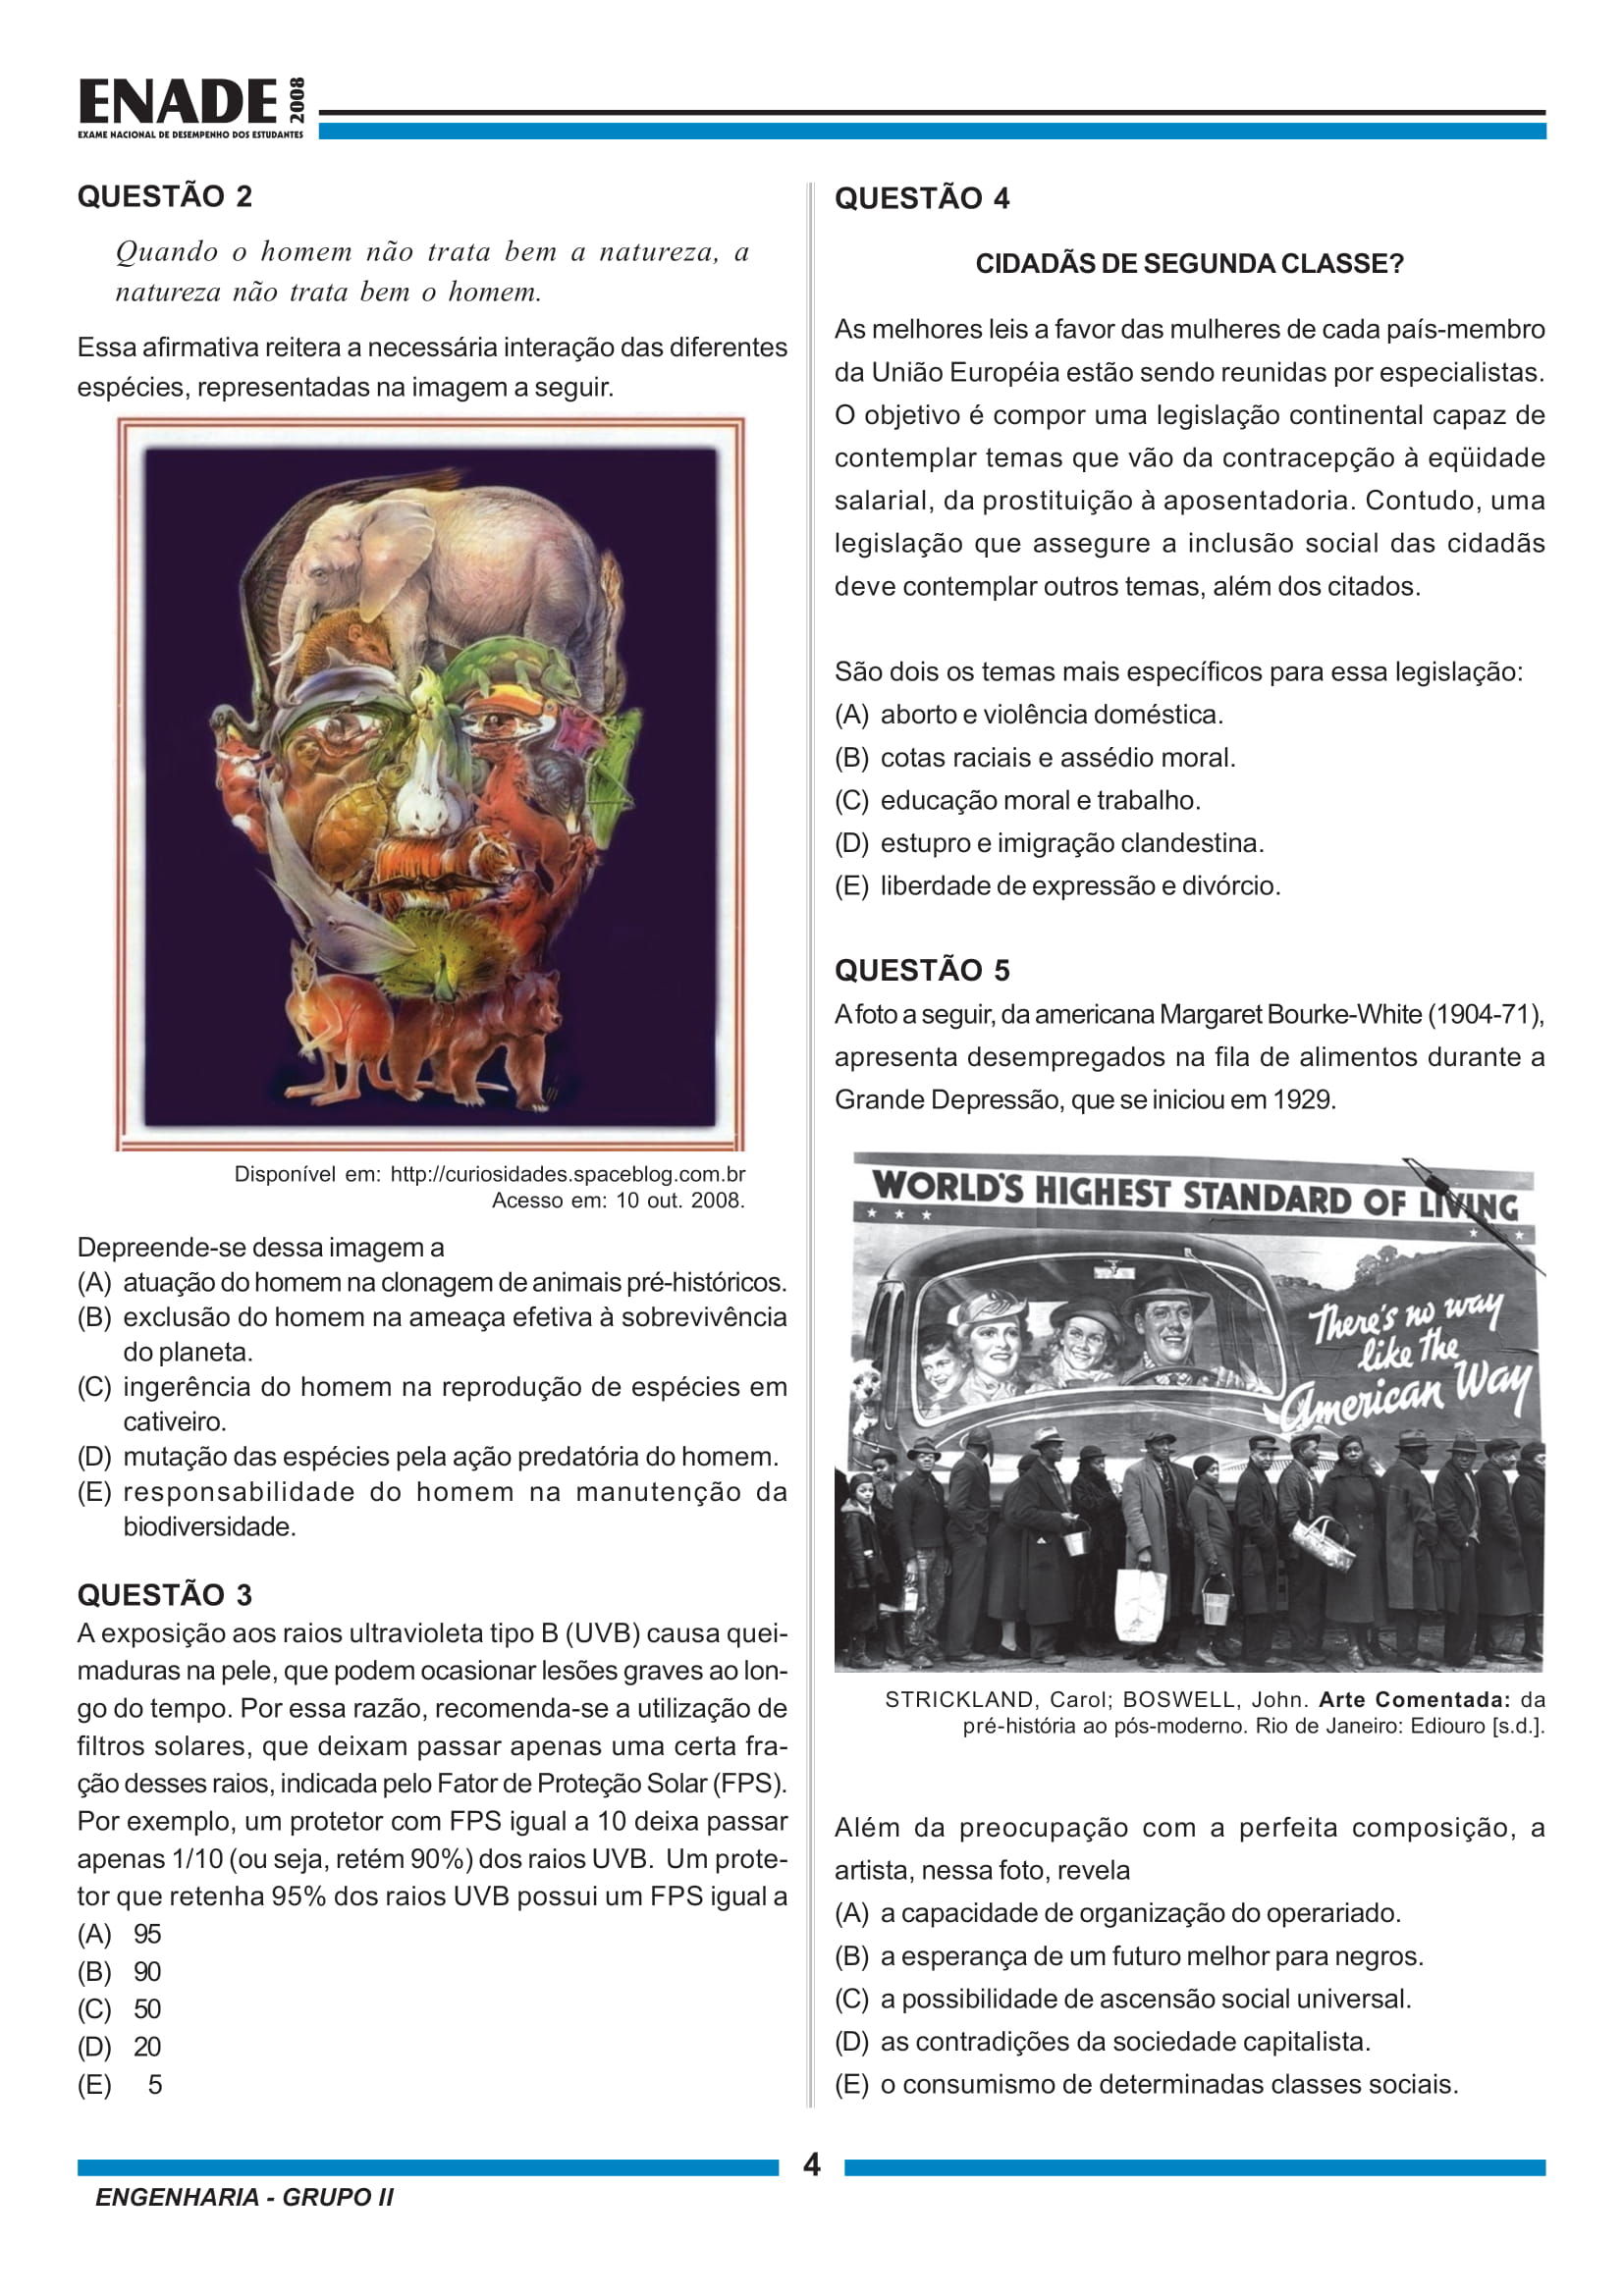 ENADE 2008
EXAME NACIONAL DE DESEMPENHO DOS ESTUDANTES
QUESTÃO 2
Quando o homem não trata bem a natureza, a
natureza não trata bem o homem.
Essa afirmativa reitera a necessária interação das diferentes
espécies, representadas na imagem a seguir.
Disponível em: http://curiosidades.spaceblog.com.br
Acesso em: 10 out. 2008.
Depreende-se dessa imagem a
(A) atuação do homem na clonagem de animais pré-históricos.
(B) exclusão do homem na ameaça efetiva à sobrevivência
do planeta.
(C) ingerência do homem na reprodução de espécies em
cativeiro.
(D) mutação das espécies pela ação predatória do homem.
(E) responsabilidade do homem na manutenção da
biodiversidade.
QUESTÃO 3
A exposição aos raios ultravioleta tipo B (UVB) causa quei-
maduras na pele, que podem ocasionar lesões graves ao lon-
go do tempo. Por essa razão, recomenda-se a utilização de
filtros solares, que deixam passar apenas uma certa fra-
ção desses raios, indicada pelo Fator de Proteção Solar (FPS).
Por exemplo, um protetor com FPS igual a 10 deixa passar
apenas 1/10 (ou seja, retém 90%) dos raios UVB. Um prote-
tor que retenha 95% dos raios UVB possui um FPS igual a
(A) 95
(B) 90
(C) 50
(D) 20
(E) 5
QUESTÃO 4
CIDADÃS DE SEGUNDA CLASSE?
As melhores leis a favor das mulheres de cada país-membro
da União Européia estão sendo reunidas por especialistas.
O objetivo é compor uma legislação continental capaz de
contemplar temas que vão da contracepção à eqüidade
salarial, da prostituição à aposentadoria. Contudo, uma
legislação que assegure a inclusão social das cidadãs
deve contemplar outros temas, além dos citados.
São dois os temas mais específicos para essa legislação:
(A) aborto e violência doméstica.
(B) cotas raciais e assédio moral.
(C) educação moral e trabalho.
(D) estupro e imigração clandestina.
(E) liberdade de expressão e divórcio.
QUESTÃO 5
A foto a seguir, da americana Margaret Bourke-White (1904-71),
apresenta desempregados na fila de alimentos durante a
Grande Depressão, que se iniciou em 1929.
WORLD'S HIGHEST STANDARD OF LIVING
There's no way
like the
American Way
STRICKLAND, Carol; BOSWELL, John. Arte Comentada: da
pré-história ao pós-moderno. Rio de Janeiro: Ediouro [s.d.].
Além da preocupação com a perfeita composição, a
artista, nessa foto, revela
(A) a capacidade de organização do operariado.
(B) a esperança de um futuro melhor para negros.
(C) a possibilidade de ascensão social universal.
(D) as contradições da sociedade capitalista.
(E) o consumismo de determinadas classes sociais.
4
ENGENHARIA - GRUPO II